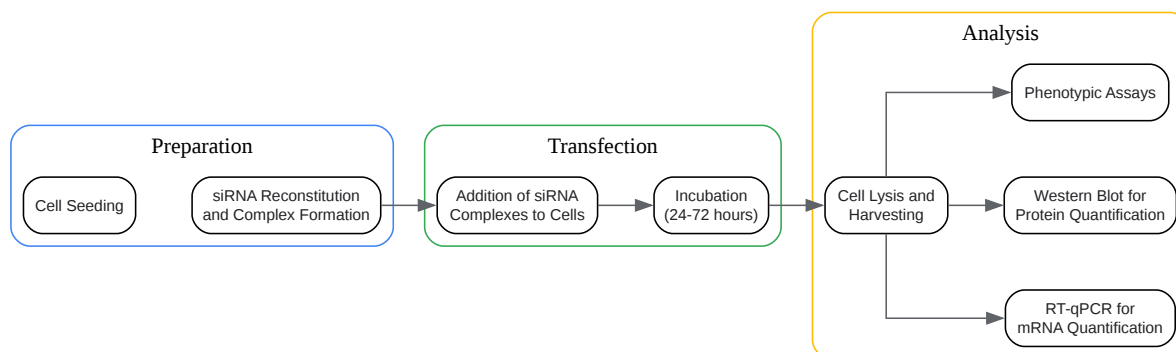 Preparation
Cell Seeding
siRNA Reconstitution
and Complex Formation
Transfection
Addition of siRNA
Complexes to Cells
Incubation
(24-72 hours)
Analysis
Cell Lysis and
Harvesting
Phenotypic Assays
Western Blot for
Protein Quantification
RT-qPCR for
mRNA Quantification